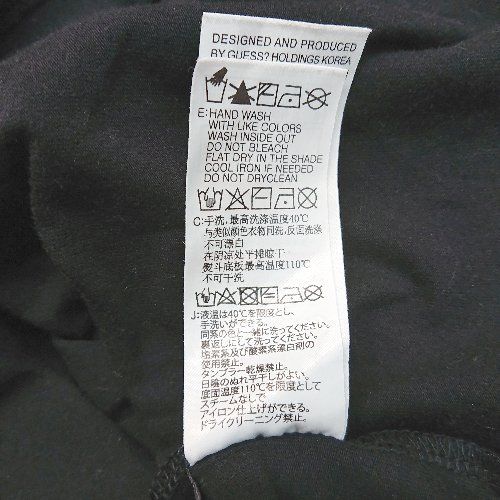 DESIGNED AND PRODUCED
BY GUESS? HOLDINGS KOREA
E: HAND WASH
WITH LIKE COLORS
WASH INSIDE OUT
DO NOT BLEACH
FLAT DRY IN THE SHADE
COOL IRON IF NEEDED
DO NOT DRYCLEAN
C: 手洗,最高洗涤温度40℃
与类似颜色衣物同洗,反面洗涤
不可漂白
在阴凉处平摊晾干
熨斗底板最高温度110℃
不可干洗
J: 液温は40℃を限度とし、
手洗いができる。
同系の色と一緒に洗ってください。
裏返しにして洗ってください。
塩素系及び酸素系漂白剤の
使用禁止。
タンブラー乾燥禁止。
日陰のぬれ平干しがよい。
底面温度110℃を限度として
スチームなしで
アイロン仕上げができる。
ドライクリーニング禁止。